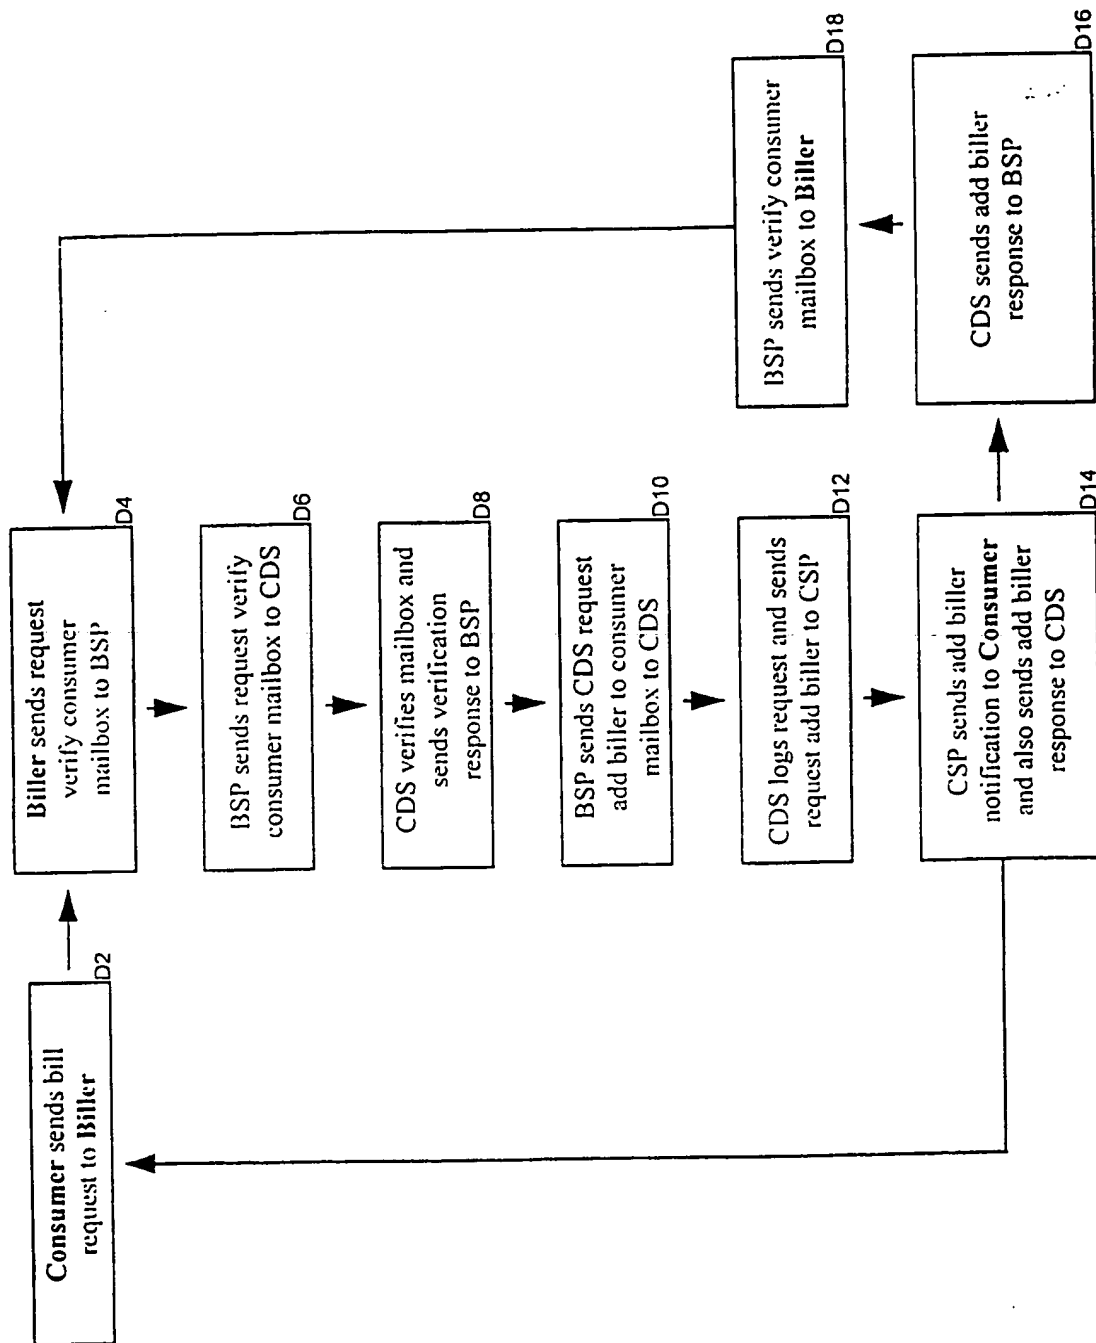 Consumer sends bill
request to Biller
D2
Biller sends request
verify consumer
mailbox to BSP
D4
BSP sends request verify
consumer mailbox to CDS
D6
CDS verifies mailbox and
sends verification
response to BSP
D8
BSP sends CDS request
add biller to consumer
mailbox to CDS
D10
CDS logs request and sends
request add biller to CSP
D12
CSP sends add biller
notification to Consumer
and also sends add biller
response to CDS
D14
CDS sends add biller
response to BSP
D16
BSP sends verify consumer
mailbox to Biller
D18